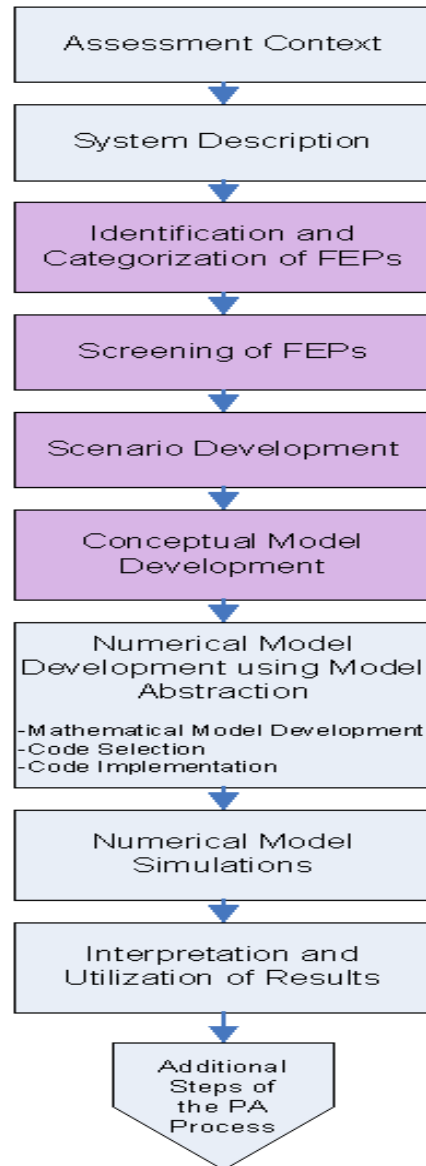 Assessment Context
System Description
Identification and
Categorization of FEPs
Screening of FEPs
Scenario Development
Conceptual Model
Development
Numerical Model
Development using Model
Abstraction
-Mathematical Model Development
-Code Selection
-Code Implementation
Numerical Model
Simulations
Interpretation and
Utilization of Results
Additional
Steps of
the PA
Process